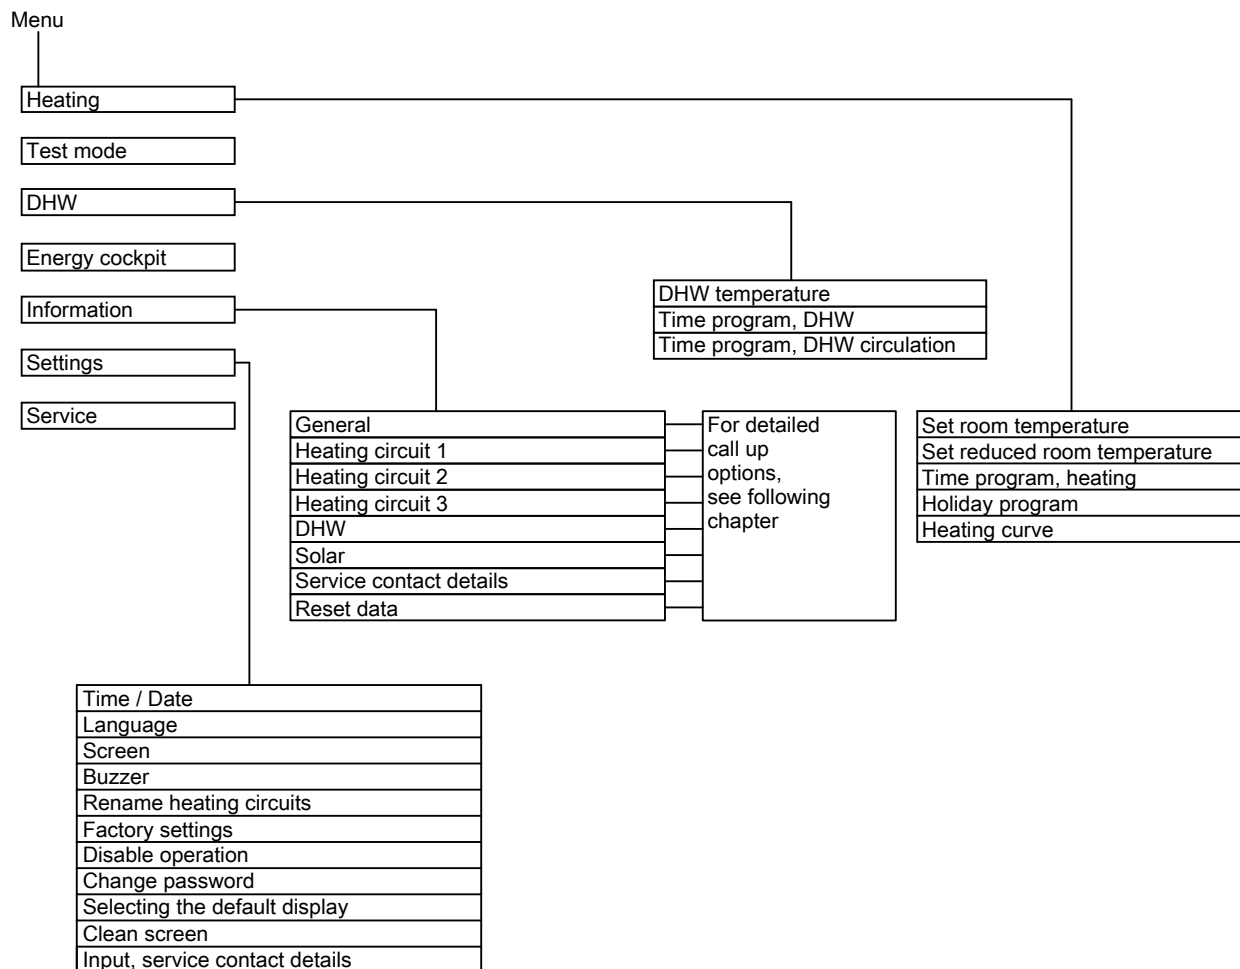 Menu
Heating
Test mode
DHW
Energy cockpit
Information
Settings
Service
DHW temperature
Time program, DHW
Time program, DHW circulation
General
Heating circuit 1
Heating circuit 2
Heating circuit 3
DHW
Solar
Service contact details
Reset data
For detailed
call up
options,
see following
chapter
Set room temperature
Set reduced room temperature
Time program, heating
Holiday program
Heating curve
Time / Date
Language
Screen
Buzzer
Rename heating circuits
Factory settings
Disable operation
Change password
Selecting the default display
Clean screen
Input, service contact details